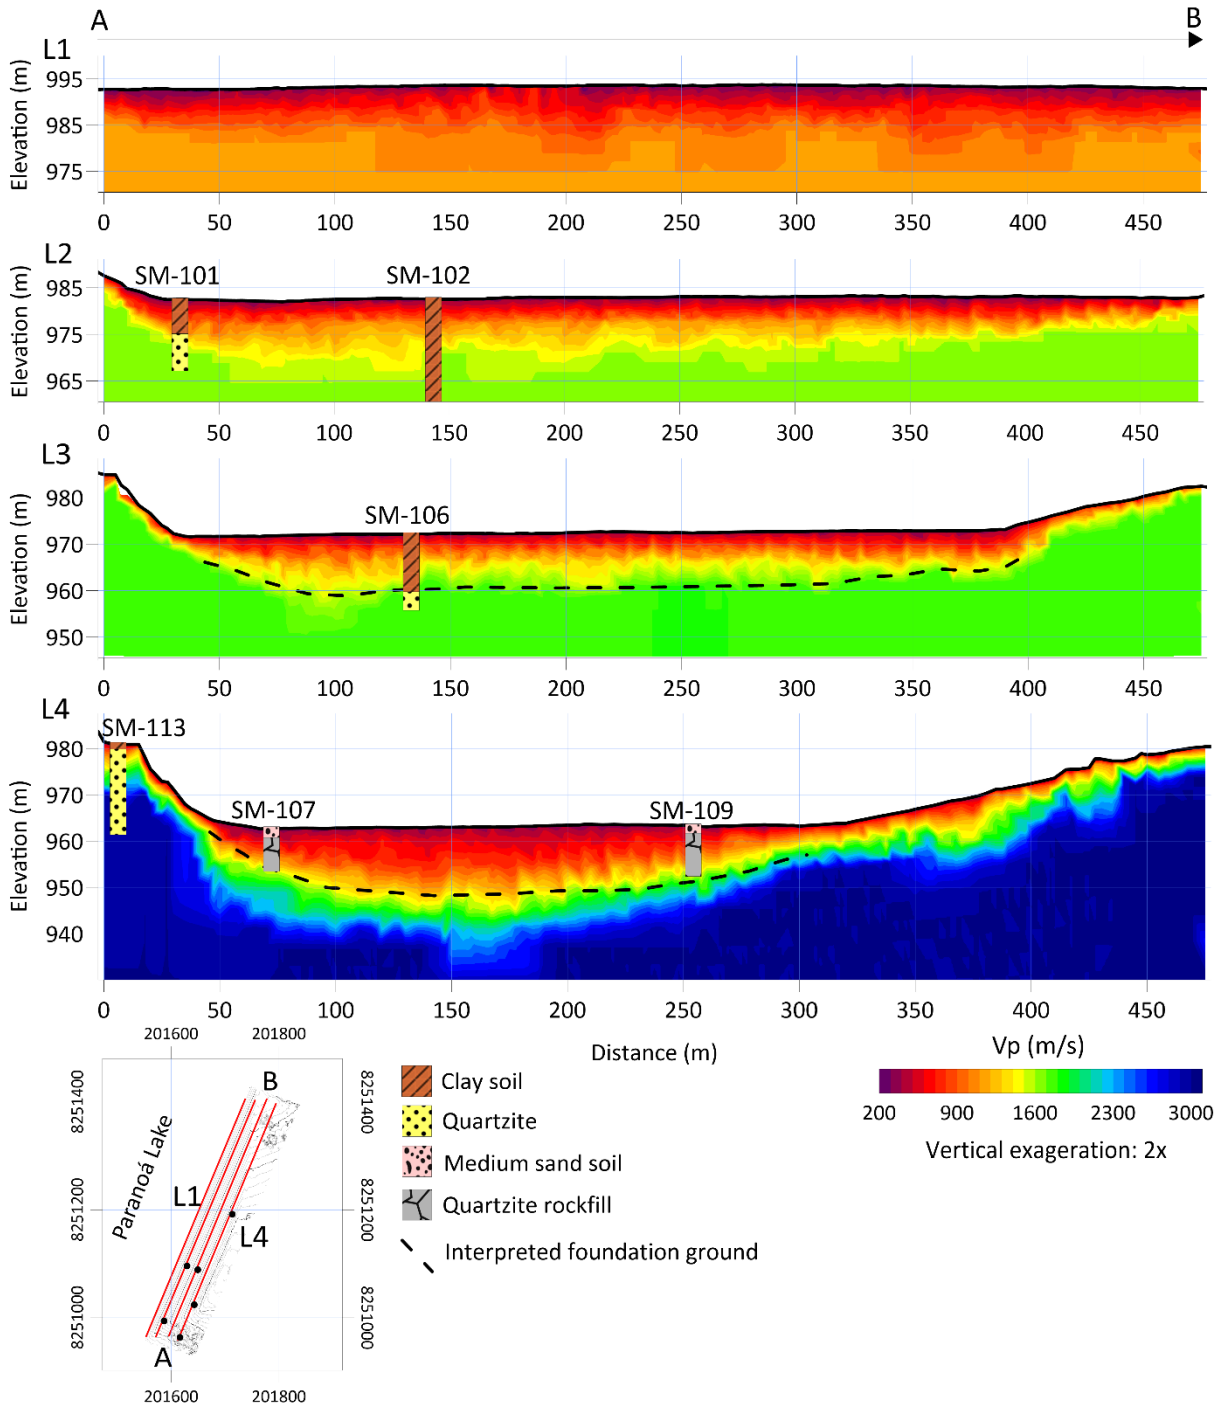 A B
L1
Elevation (m)
995
985
975
0 50 100 150 200 250 300 350 400 450
L2
SM-101 SM-102
Elevation (m)
985
975
965
0 50 100 150 200 250 300 350 400 450
L3
SM-106
Elevation (m)
980
970
960
950
0 50 100 150 200 250 300 350 400 450
L4
SM-113
SM-107 SM-109
Elevation (m)
980
970
960
950
940
0 50 100 150 200 250 300 350 400 450
Distance (m)
Vp (m/s)
200 900 1600 2300 3000
Vertical exageration: 2x
Clay soil
Quartzite
Medium sand soil
Quartzite rockfill
Interpreted foundation ground
201600 201800
8251400 8251400
8251200 8251200
8251000 8251000
B
Paranoá Lake
L1
L4
A
201600 201800